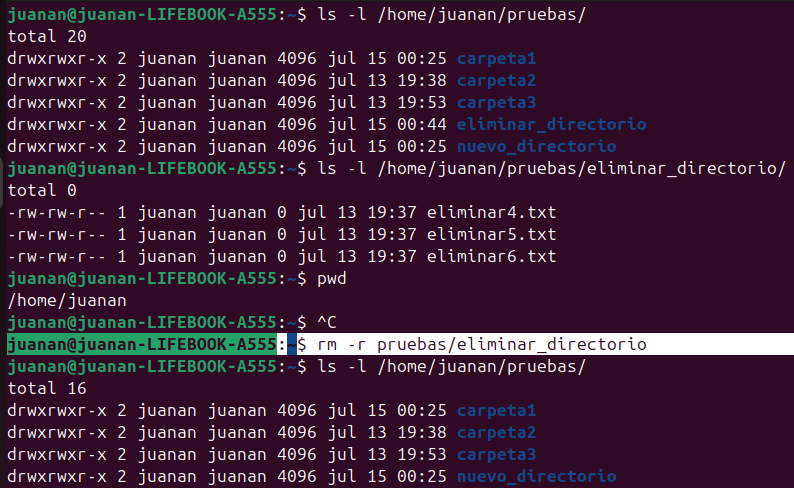 juanan@juanan-LIFEBOOK-A555:~$ ls -l /home/juanan/pruebas/
total 20
drwxrwxr-x 2 juanan juanan 4096 jul 15 00:25 carpeta1
drwxrwxr-x 2 juanan juanan 4096 jul 13 19:38 carpeta2
drwxrwxr-x 2 juanan juanan 4096 jul 13 19:53 carpeta3
drwxrwxr-x 2 juanan juanan 4096 jul 15 00:44 eliminar_directorio
drwxrwxr-x 2 juanan juanan 4096 jul 15 00:25 nuevo_directorio
juanan@juanan-LIFEBOOK-A555:~$ ls -l /home/juanan/pruebas/eliminar_directorio/
total 0
-rw-rw-r-- 1 juanan juanan 0 jul 13 19:37 eliminar4.txt
-rw-rw-r-- 1 juanan juanan 0 jul 13 19:37 eliminar5.txt
-rw-rw-r-- 1 juanan juanan 0 jul 13 19:37 eliminar6.txt
juanan@juanan-LIFEBOOK-A555:~$ pwd
/home/juanan
juanan@juanan-LIFEBOOK-A555:~$ ^C
juanan@juanan-LIFEBOOK-A555:~$ rm -r pruebas/eliminar_directorio
juanan@juanan-LIFEBOOK-A555:~$ ls -l /home/juanan/pruebas/
total 16
drwxrwxr-x 2 juanan juanan 4096 jul 15 00:25 carpeta1
drwxrwxr-x 2 juanan juanan 4096 jul 13 19:38 carpeta2
drwxrwxr-x 2 juanan juanan 4096 jul 13 19:53 carpeta3
drwxrwxr-x 2 juanan juanan 4096 jul 15 00:25 nuevo_directorio